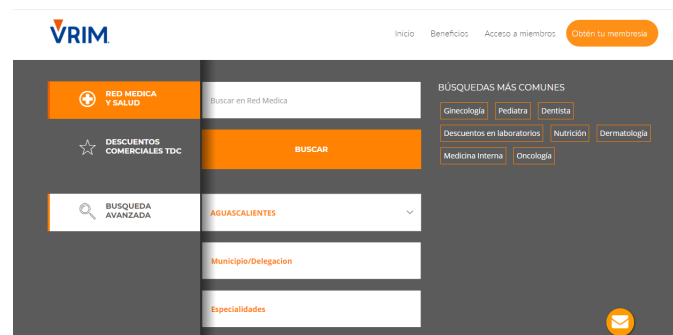 VRIM
Inicio Beneficios Acceso a miembros Obtén tu membresía
RED MEDICA
Y SALUD
DESCUENTOS
COMERCIALES TDC
BUSQUEDA
AVANZADA
Buscar en Red Medica
BUSCAR
AGUASCALIENTES
Municipio/Delegacion
Especialidades
BÚSQUEDAS MÁS COMUNES
Ginecología Pediatra Dentista
Descuentos en laboratorios Nutrición Dermatología
Medicina Interna Oncología